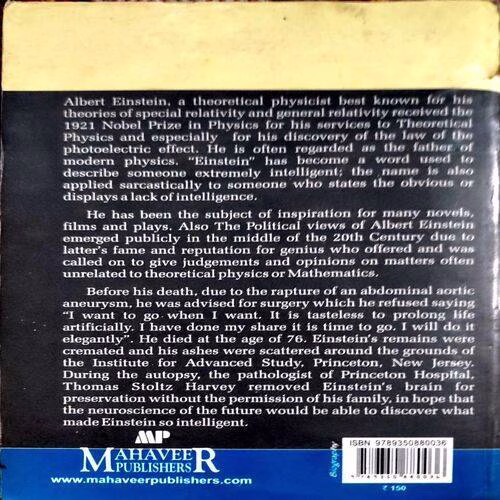 Albert Einstein, a theoretical physicist best known for his
theories of special relativity and general relativity received the
1921 Nobel Prize in Physics for his services to Theoretical
Physics and especially for his discovery of the law of the
photoelectric effect. He is often regarded as the father of
modern physics. "Einstein" has become a word used to
describe someone extremely intelligent; the name is also
applied sarcastically to someone who states the obvious or
displays a lack of intelligence.
He has been the subject of inspiration for many novels,
films and plays. Also The Political views of Albert Einstein
emerged publicly in the middle of the 20th Century due to
latter's fame and reputation for genius who offered and was
called on to give judgements and opinions on matters often
unrelated to theoretical physics or Mathematics.
Before his death, due to the rapture of an abdominal aortic
aneurysm, he was advised for surgery which he refused saying
"I want to go when I want. It is tasteless to prolong life
artificially. I have done my share it is time to go. I will do it
elegantly". He died at the age of 76. Einstein's remains were
cremated and his ashes were scattered around the grounds of
the Institute for Advanced Study, Princeton, New Jersey.
During the autopsy, the pathologist of Princeton Hospital,
Thomas Stoltz Harvey removed Einstein's brain for
preservation without the permission of his family, in hope that
the neuroscience of the future would be able to discover what
made Einstein so intelligent.
MP
MAHAVEER
PUBLISHERS
www.mahaveerpublishers.com
Biography
ISBN 9789350880036
9 789350 880036
₹ 150